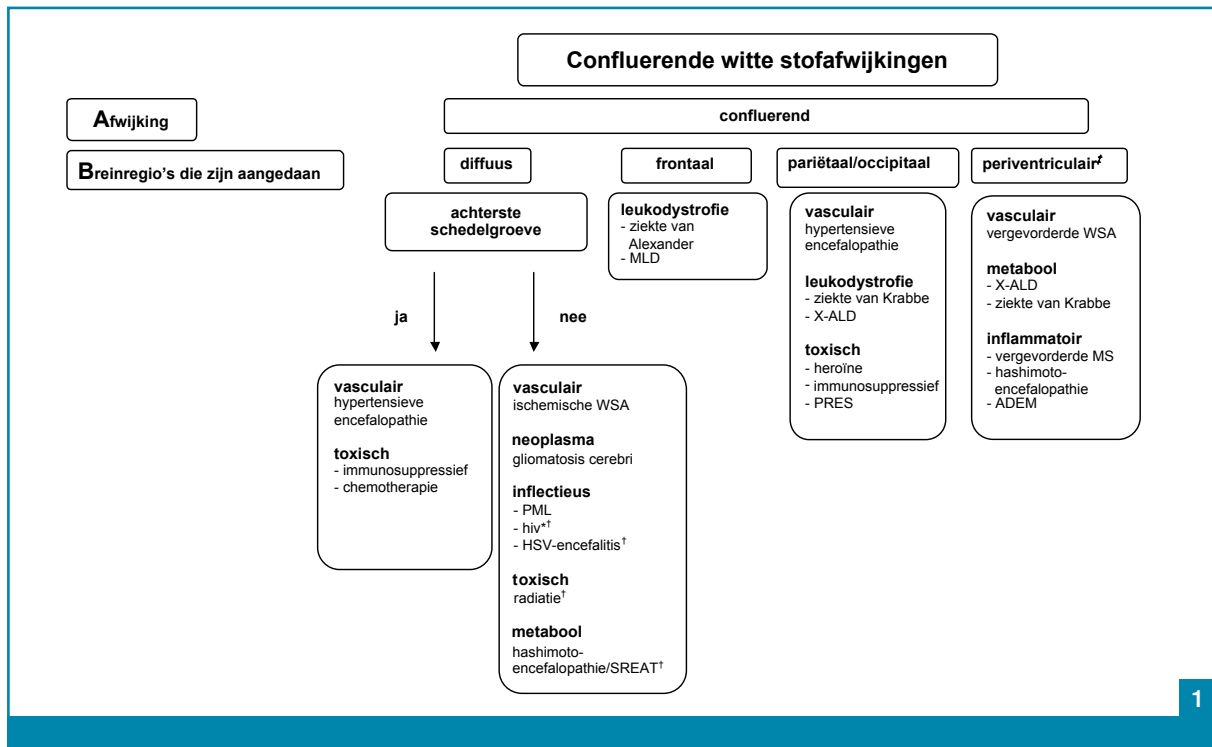 Confluerende witte stofafwijkingen
Afwijking
confluerend
Breinregio's die zijn aangedaan
diffuus
frontaal
pariëtaal/occipitaal
periventriculair‡
achterste
schedelgroeve
ja
nee
vasculair
hypertensieve
encefalopathie
toxisch
- immunosuppressief
- chemotherapie
vasculair
ischemische WSA
neoplasma
gliomatosis cerebri
inflectieus
- PML
- hiv*†
- HSV-encefalitis†
toxisch
radiatie†
metabool
hashimoto-
encefalopathie/SREAT†
leukodystrofie
- ziekte van
Alexander
- MLD
vasculair
hypertensieve
encefalopathie
leukodystrofie
- ziekte van Krabbe
- X-ALD
toxisch
- heroïne
- immunosuppressief
- PRES
vasculair
vergevorderde WSA
metabool
- X-ALD
- ziekte van Krabbe
inflammatoir
- vergevorderde MS
- hashimoto-
encefalopathie
- ADEM
1